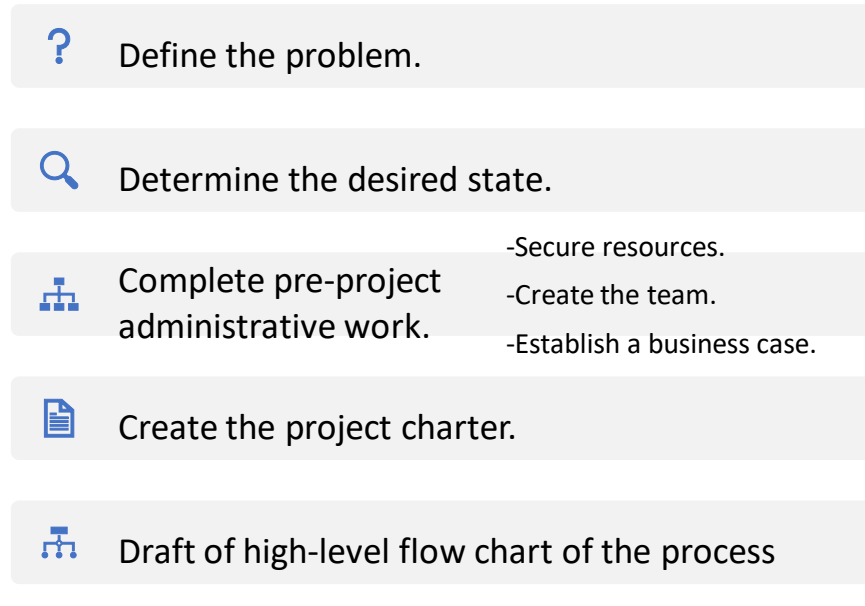 Define the problem.
Determine the desired state.
Complete pre-project
administrative work.
-Secure resources.
-Create the team.
-Establish a business case.
Create the project charter.
Draft of high-level flow chart of the process